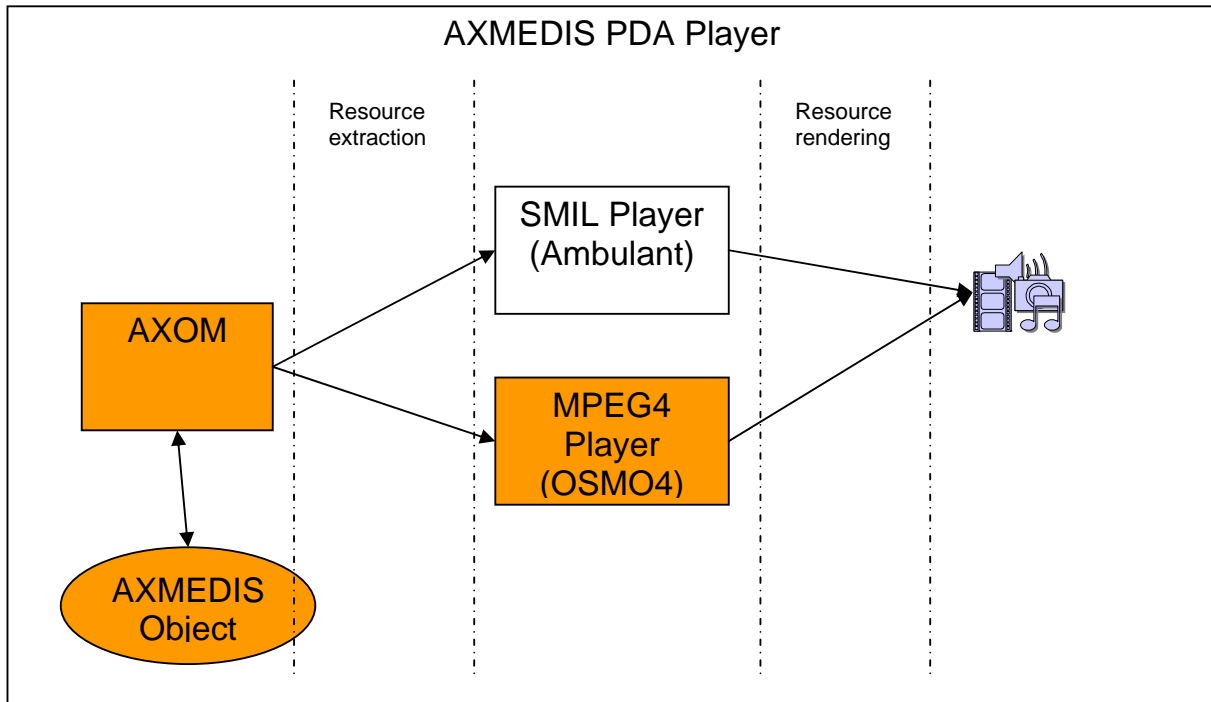 AXMEDIS PDA Player
Resource
extraction
Resource
rendering
SMIL Player
(Ambulant)
AXOM
MPEG4
Player
(OSMO4)
AXMEDIS
Object